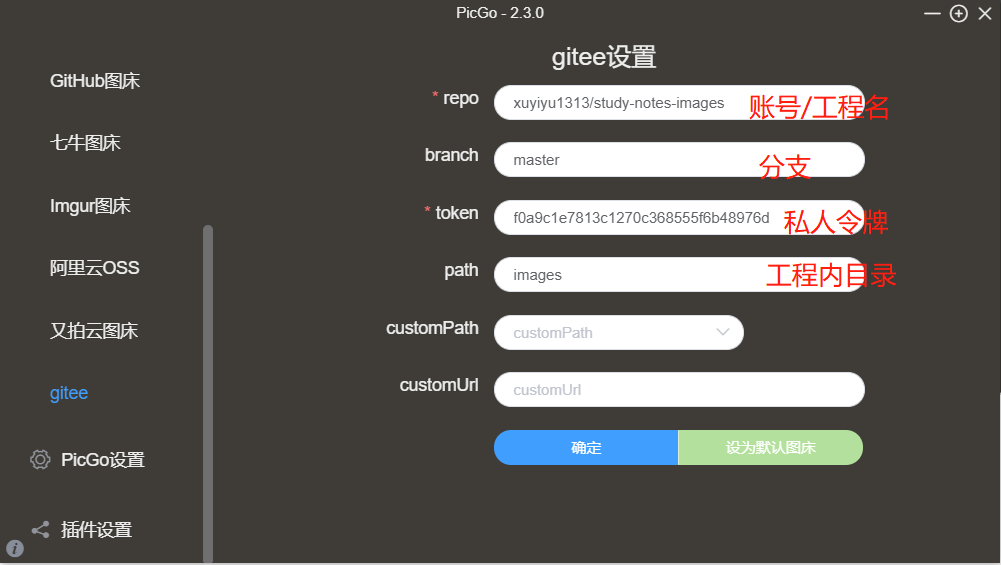 PicGo - 2.3.0
GitHub图床
七牛图床
Imgur图床
阿里云OSS
又拍云图床
gitee
PicGo设置
插件设置
gitee设置
* repo xuyiyu1313/study-notes-images 账号/工程名
branch master 分支
* token f0a9c1e7813c1270c368555f6b48976d 私人令牌
path images 工程内目录
customPath customPath
customUrl customUrl
确定 设为默认图床